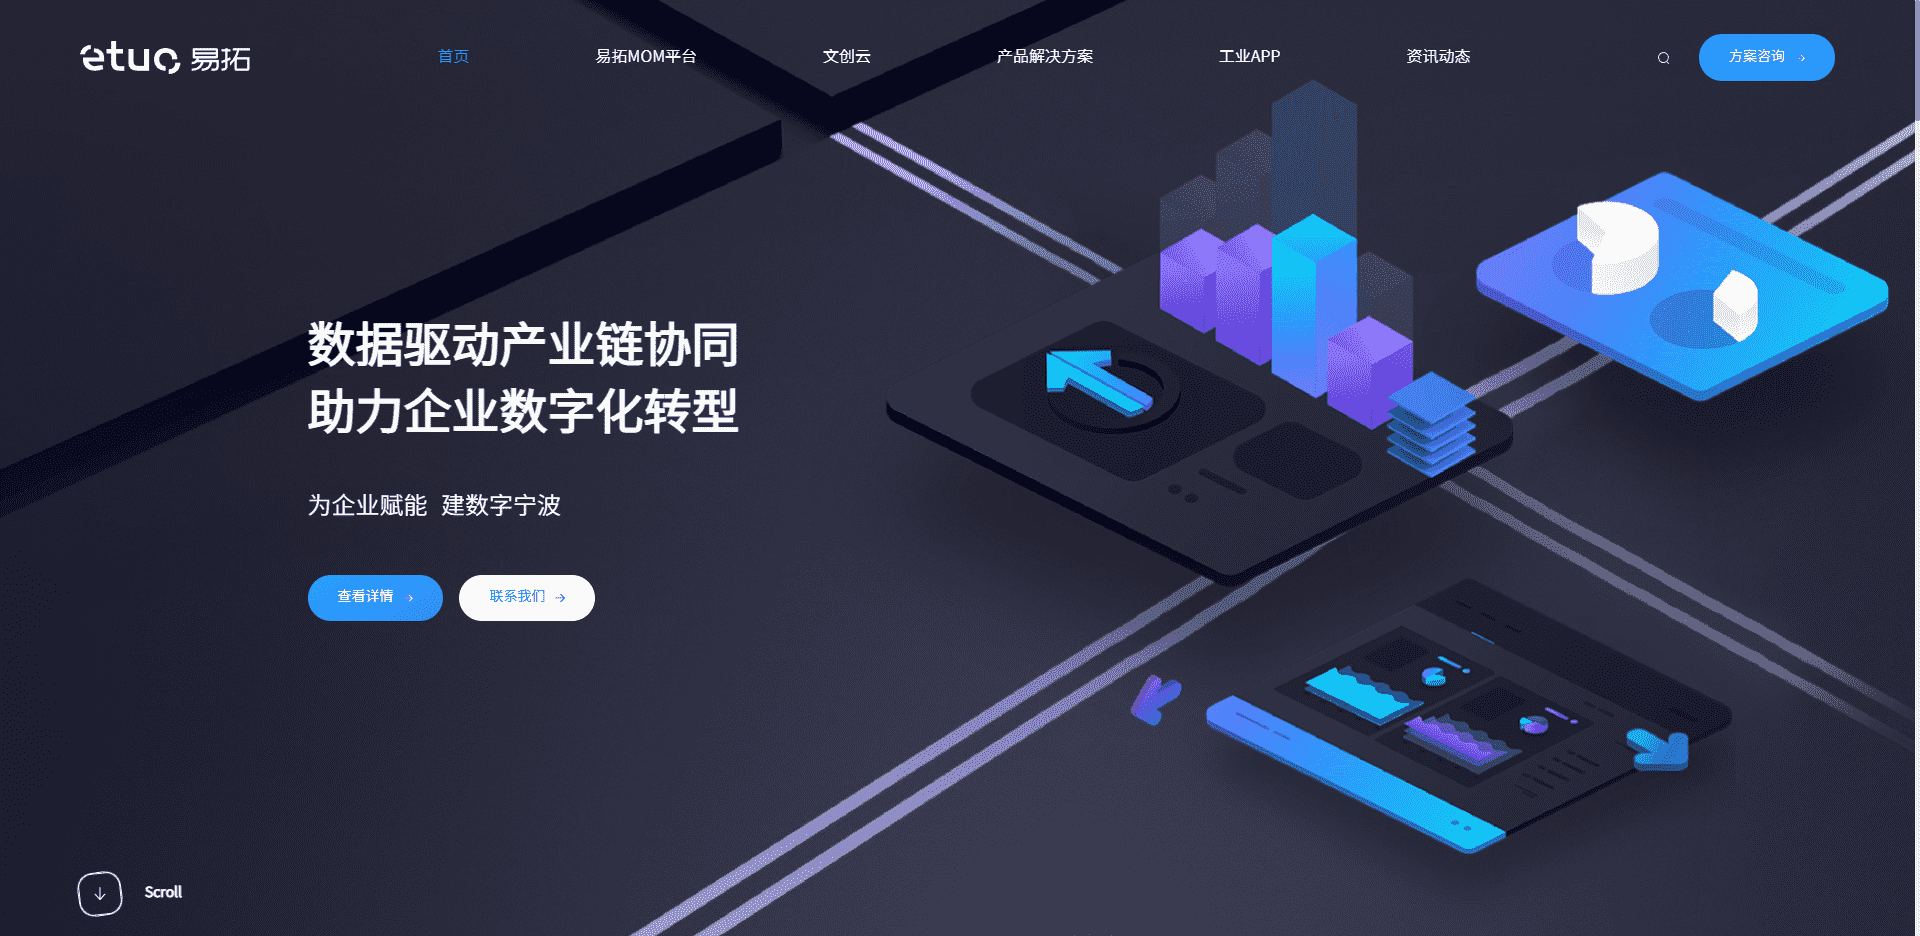 etuo 易拓
首页
易拓MOM平台
文创云
产品解决方案
工业APP
资讯动态
方案咨询
数据驱动产业链协同
助力企业数字化转型
为企业赋能 建数字宁波
查看详情
联系我们
Scroll